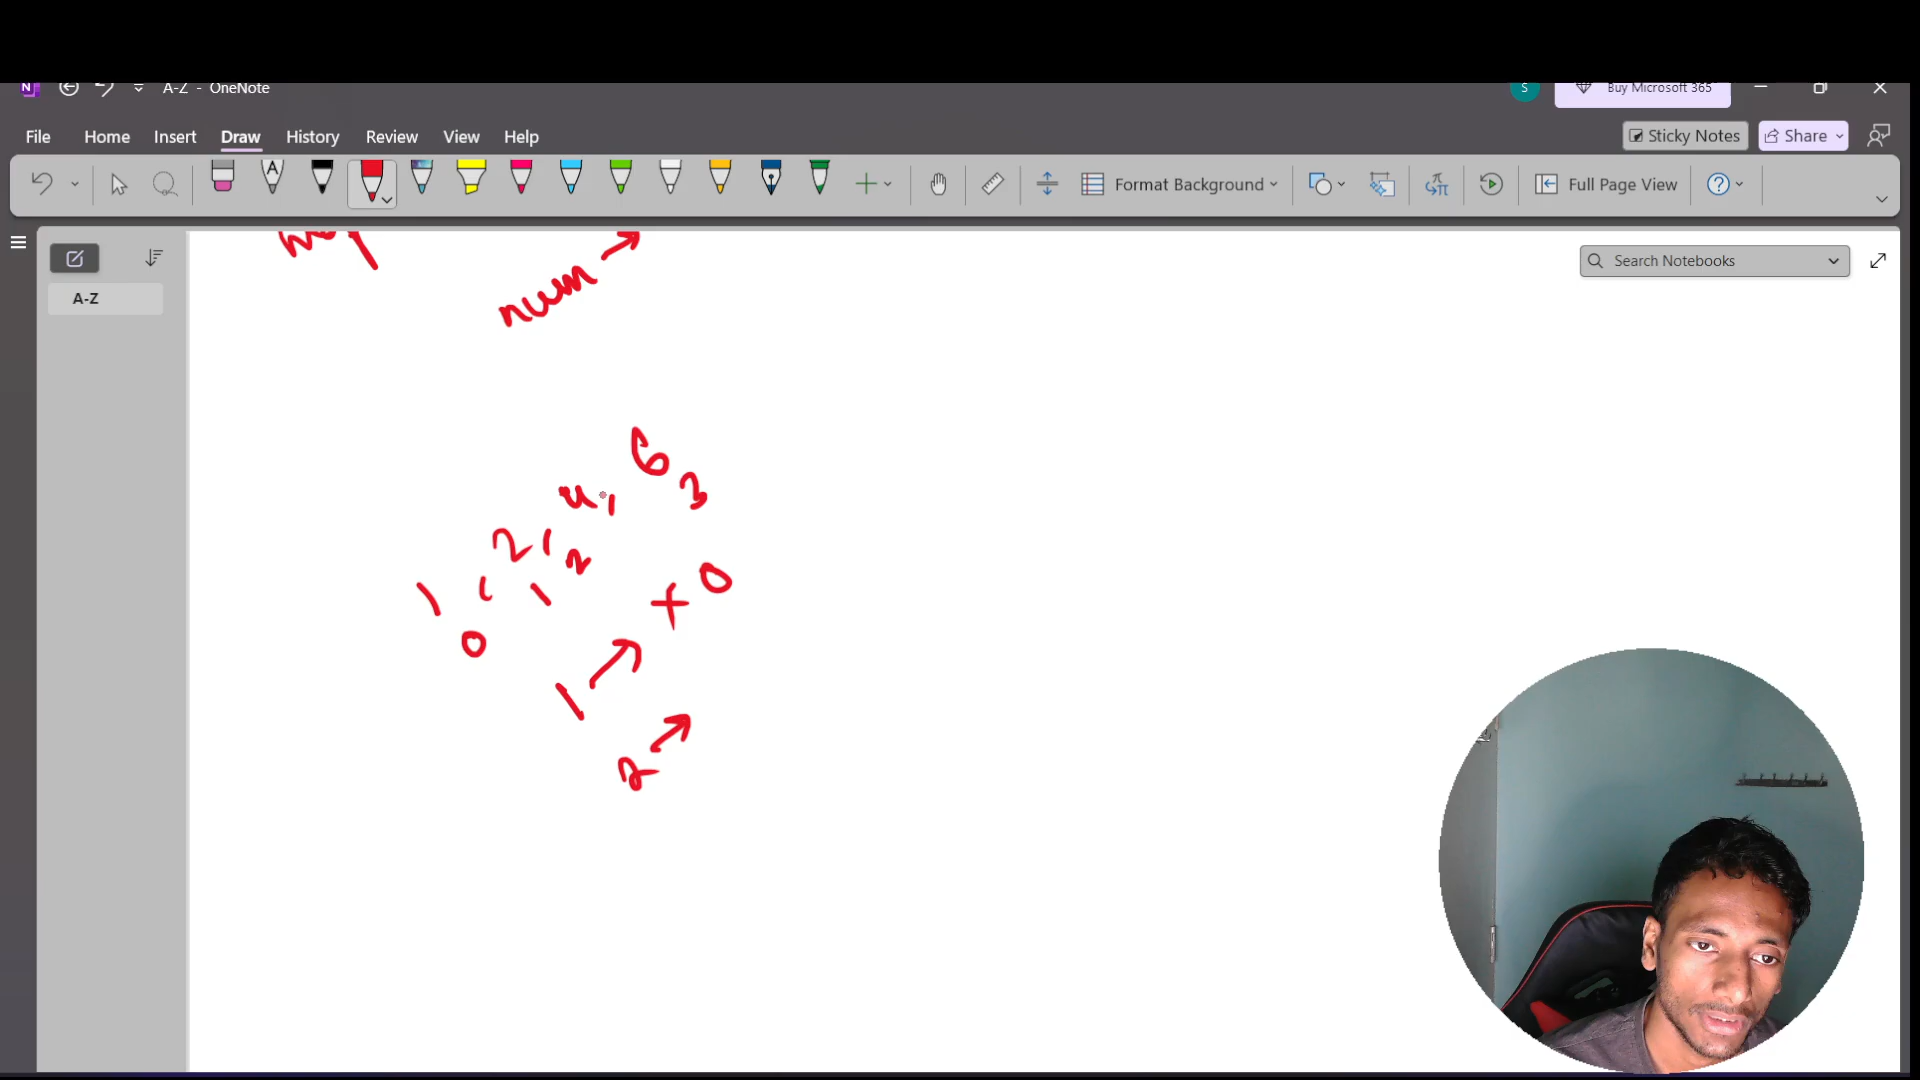 A-Z - OneNote
S
Buy Microsoft 365
File Home Insert Draw History Review View Help
Sticky Notes
Share
A
Format Background
Full Page View
A-Z
Search Notebooks
num →
1, 2, 4, 6
0 1 2 3
1 → + 0
2 →